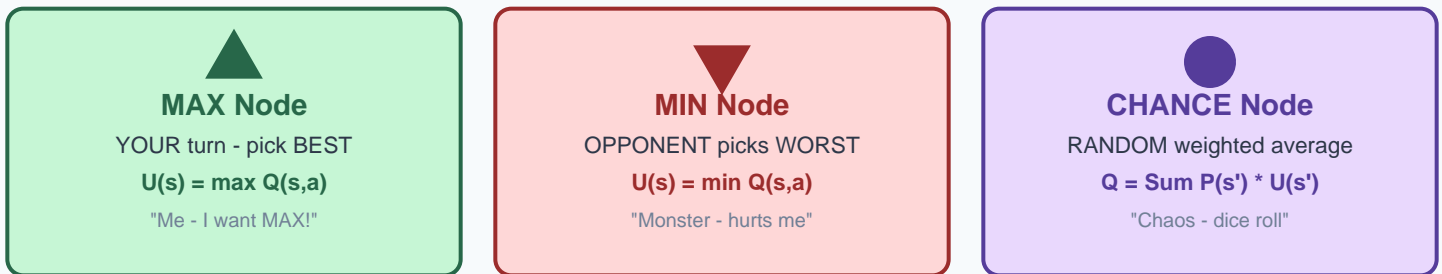 MAX Node
YOUR turn - pick BEST
U(s) = max Q(s,a)
"Me - I want MAX!"
MIN Node
OPPONENT picks WORST
U(s) = min Q(s,a)
"Monster - hurts me"
CHANCE Node
RANDOM weighted average
Q = Sum P(s') * U(s')
"Chaos - dice roll"